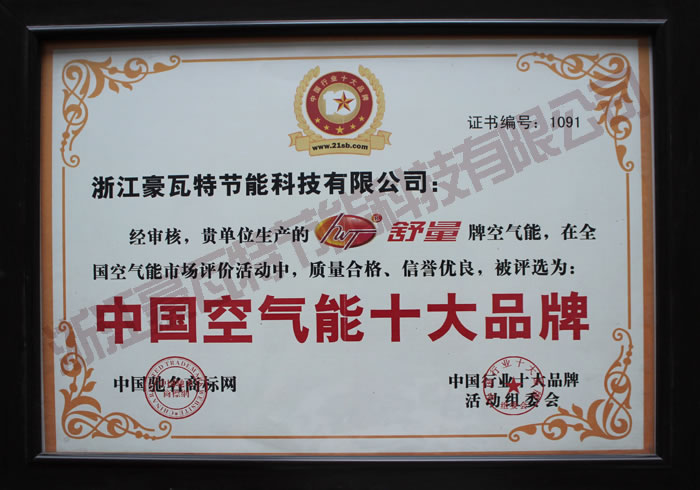 中国行业十大品牌
www.21sb.com
证书编号：1091
浙江豪瓦特节能科技有限公司：
经审核，贵单位生产的 hWT® 舒量 牌空气能，在全
国空气能市场评价活动中，质量合格、信誉优良，被评选为：
中国空气能十大品牌
中国驰名商标网
中国行业十大品牌
活动组委会
浙江豪瓦特节能科技有限公司